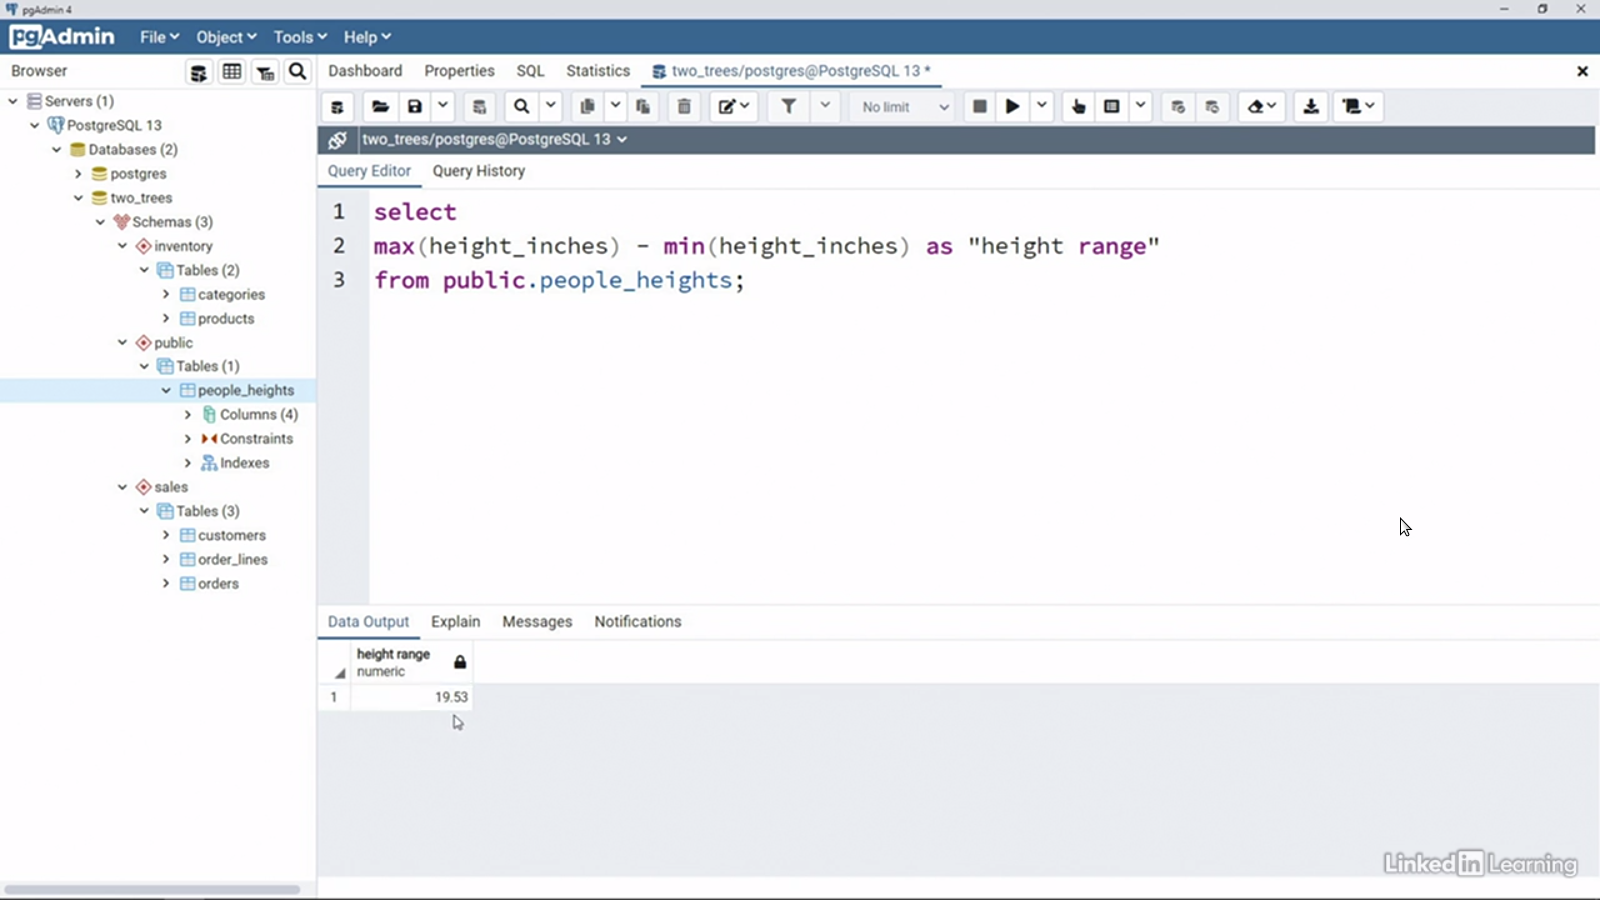 pgAdmin 4
pgAdmin File Object Tools Help
Browser
Dashboard Properties SQL Statistics two_trees/postgres@PostgreSQL 13 *
No limit
two_trees/postgres@PostgreSQL 13
Query Editor Query History
Servers (1)
PostgreSQL 13
Databases (2)
postgres
two_trees
Schemas (3)
inventory
Tables (2)
categories
products
public
Tables (1)
people_heights
Columns (4)
Constraints
Indexes
sales
Tables (3)
customers
order_lines
orders
1 select
2 max(height_inches) - min(height_inches) as "height range"
3 from public.people_heights;
Data Output Explain Messages Notifications
height range
numeric
1 19.53
Linked in Learning